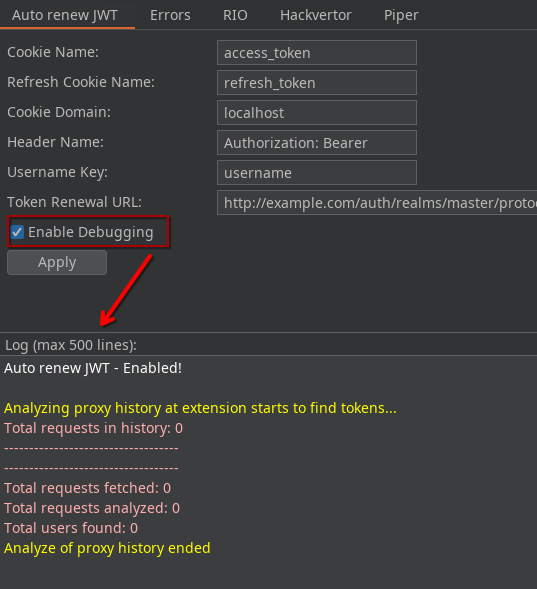 Auto renew JWT Errors RIO Hackvertor Piper
Cookie Name: access_token
Refresh Cookie Name: refresh_token
Cookie Domain: localhost
Header Name: Authorization: Bearer
Username Key: username
Token Renewal URL: http://example.com/auth/realms/master/protoc
Enable Debugging
Apply
Log (max 500 lines):
Auto renew JWT - Enabled!
Analyzing proxy history at extension starts to find tokens...
Total requests in history: 0
-----------------------------------
-----------------------------------
Total requests fetched: 0
Total requests analyzed: 0
Total users found: 0
Analyze of proxy history ended